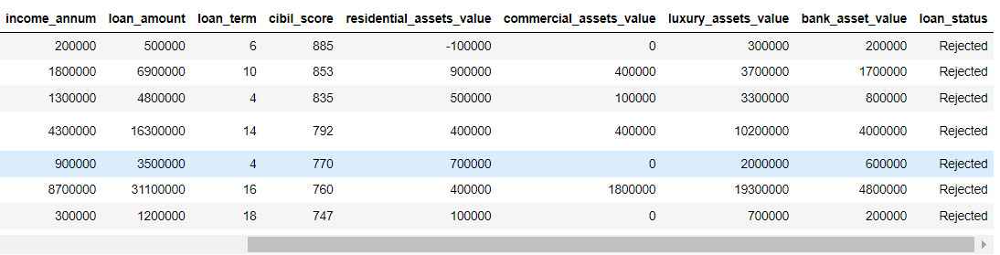 income_annum loan_amount loan_term cibil_score residential_assets_value commercial_assets_value luxury_assets_value bank_asset_value loan_status
200000 500000 6 885 -100000 0 300000 200000 Rejected
1800000 6900000 10 853 900000 400000 3700000 1700000 Rejected
1300000 4800000 4 835 500000 100000 3300000 800000 Rejected
4300000 16300000 14 792 400000 400000 10200000 4000000 Rejected
900000 3500000 4 770 700000 0 2000000 600000 Rejected
8700000 31100000 16 760 400000 1800000 19300000 4800000 Rejected
300000 1200000 18 747 100000 0 700000 200000 Rejected